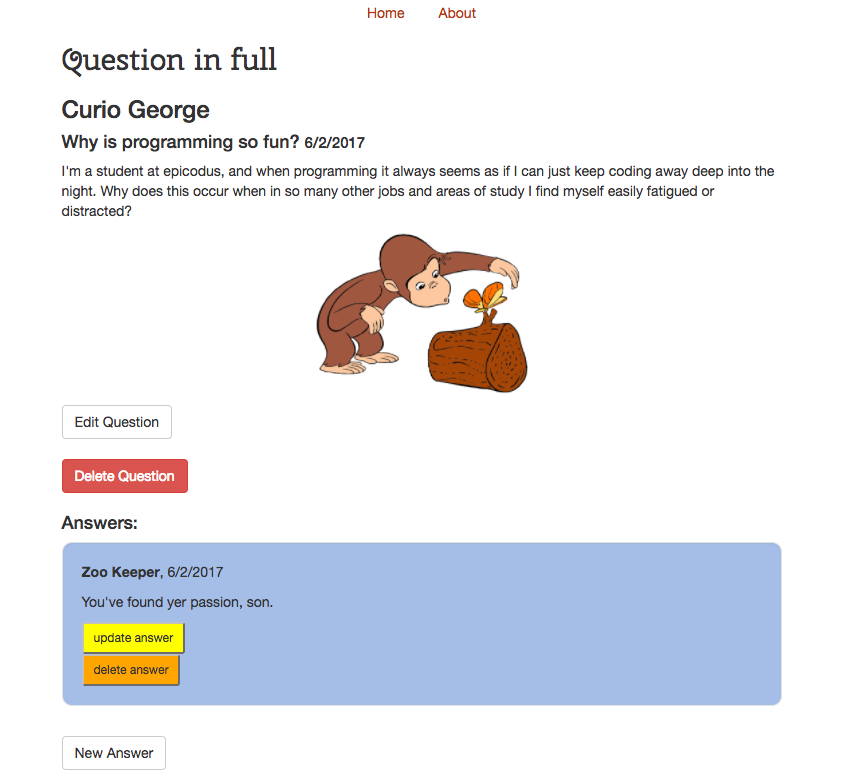 Home About
Question in full
Curio George
Why is programming so fun? 6/2/2017
I'm a student at epicodus, and when programming it always seems as if I can just keep coding away deep into the
night. Why does this occur when in so many other jobs and areas of study I find myself easily fatigued or
distracted?
Edit Question
Delete Question
Answers:
Zoo Keeper, 6/2/2017
You've found yer passion, son.
update answer
delete answer
New Answer